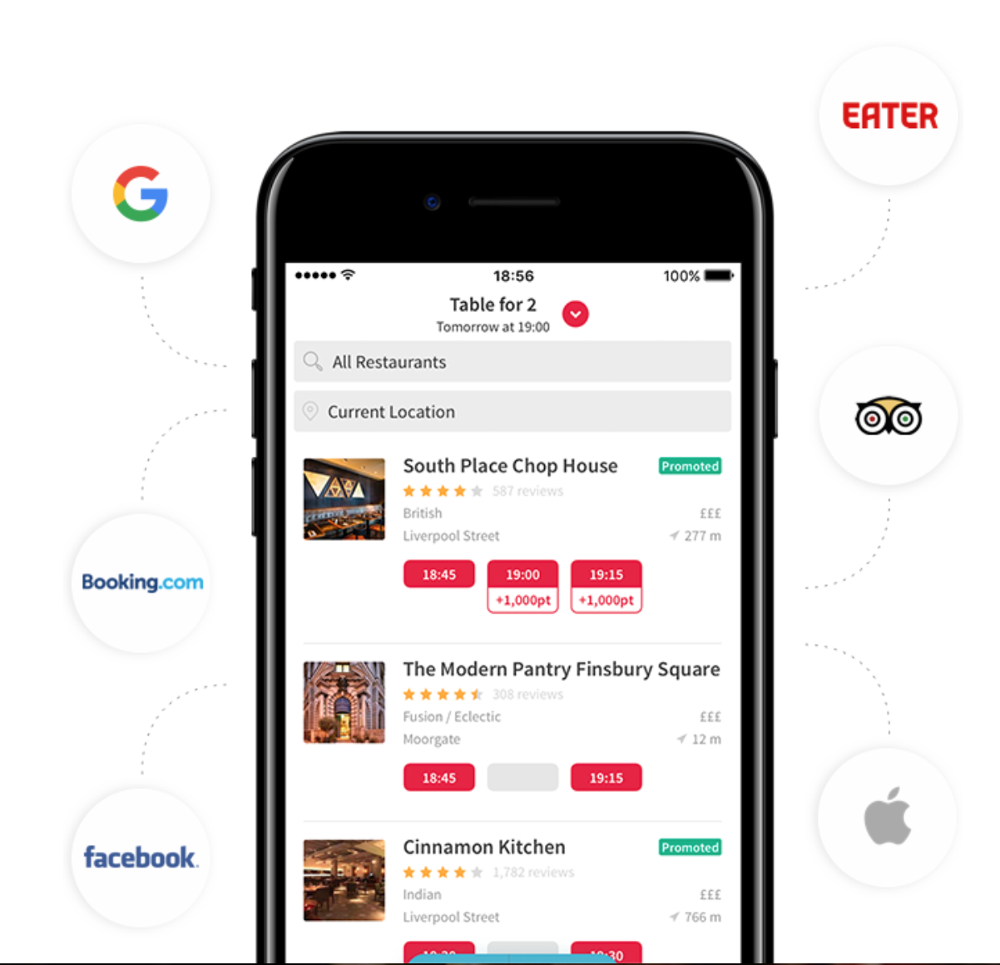 EATER
G
18:56
100%
Table for 2
Tomorrow at 19:00
All Restaurants
Current Location
South Place Chop House
Promoted
587 reviews
British
£££
Liverpool Street
277 m
18:45
19:00
19:15
+1,000pt
+1,000pt
Booking.com
The Modern Pantry Finsbury Square
308 reviews
Fusion / Eclectic
£££
Moorgate
12 m
18:45
19:15
facebook.
Cinnamon Kitchen
Promoted
1,782 reviews
Indian
£££
Liverpool Street
766 m